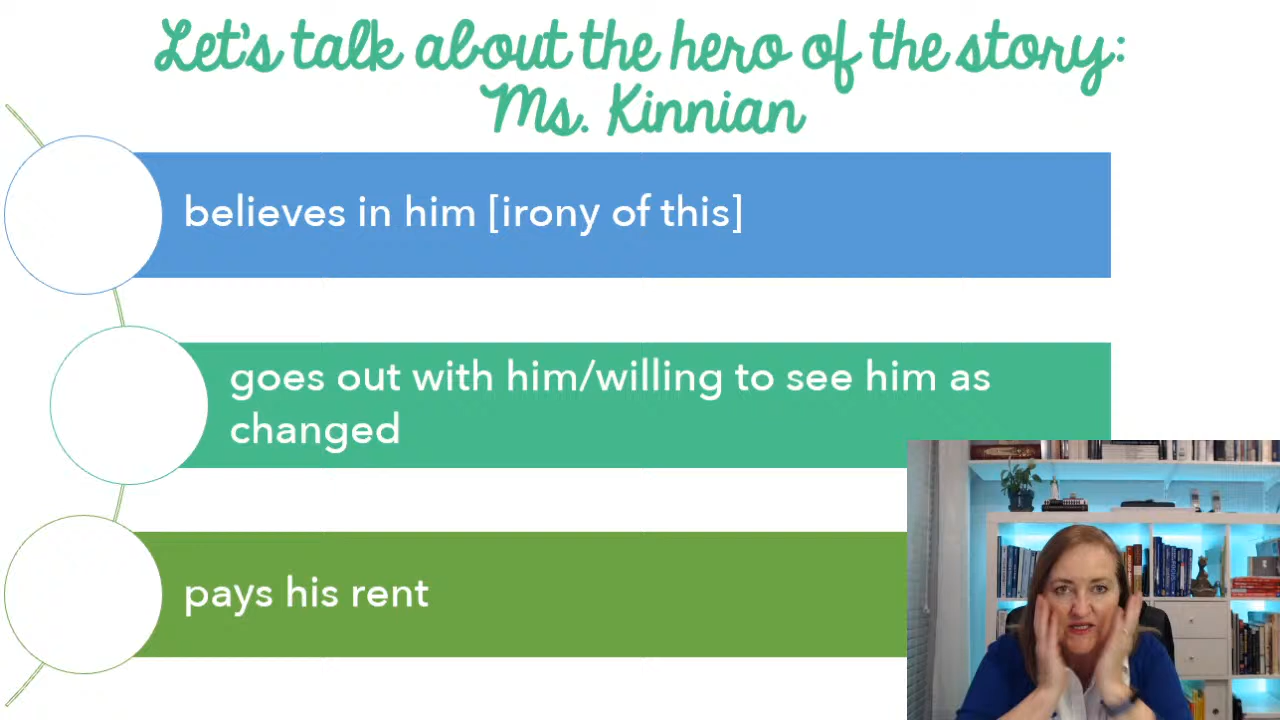 Let's talk about the hero of the story:
Ms. Kinnian
believes in him [irony of this]
goes out with him/willing to see him as
changed
pays his rent